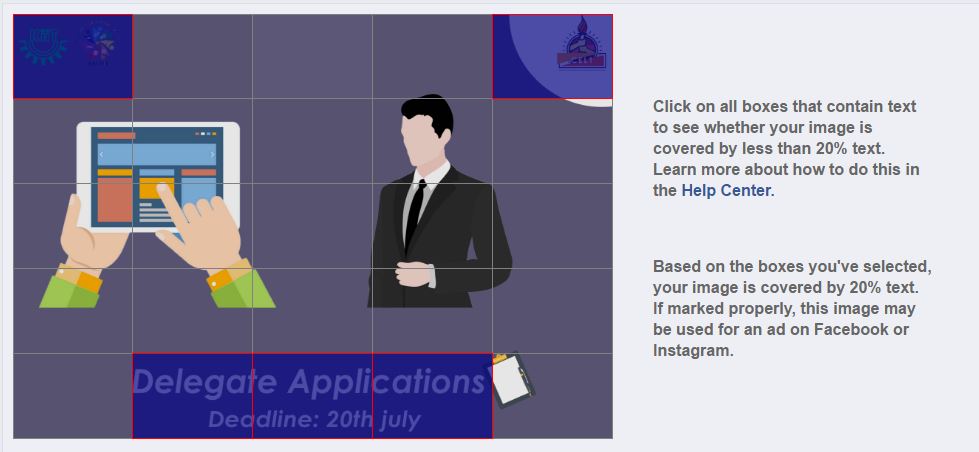 Click on all boxes that contain text
to see whether your image is
covered by less than 20% text.
Learn more about how to do this in
the Help Center.
Based on the boxes you've selected,
your image is covered by 20% text.
If marked properly, this image may
be used for an ad on Facebook or
Instagram.
Delegate Applications
Deadline: 20th july